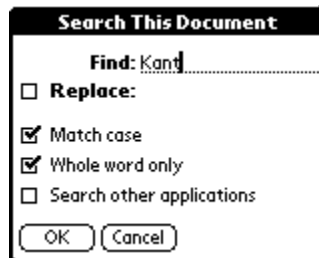 Search This Document
Find: Kant
Replace:
Match case
Whole word only
Search other applications
OK Cancel